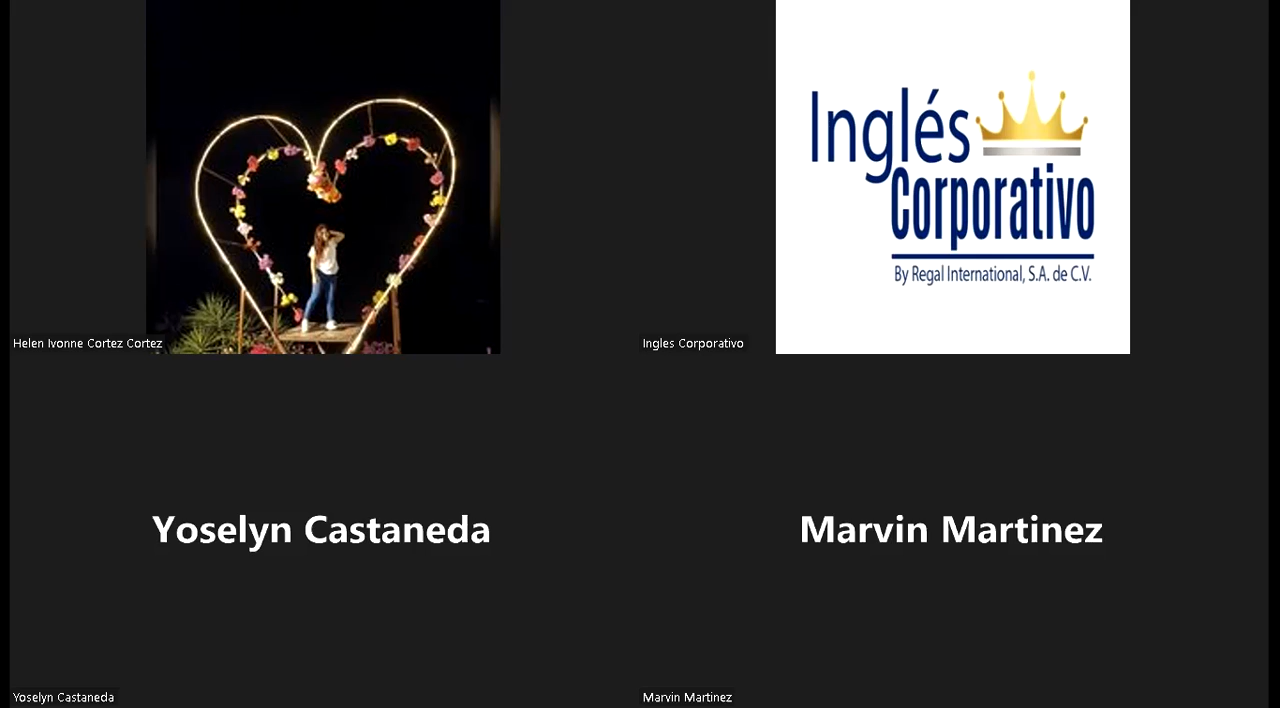 Inglés
Corporativo
By Regal International, S.A. de C.V.
Helen Ivonne Cortez Cortez
Ingles Corporativo
Yoselyn Castaneda
Marvin Martinez
Yoselyn Castaneda
Marvin Martinez